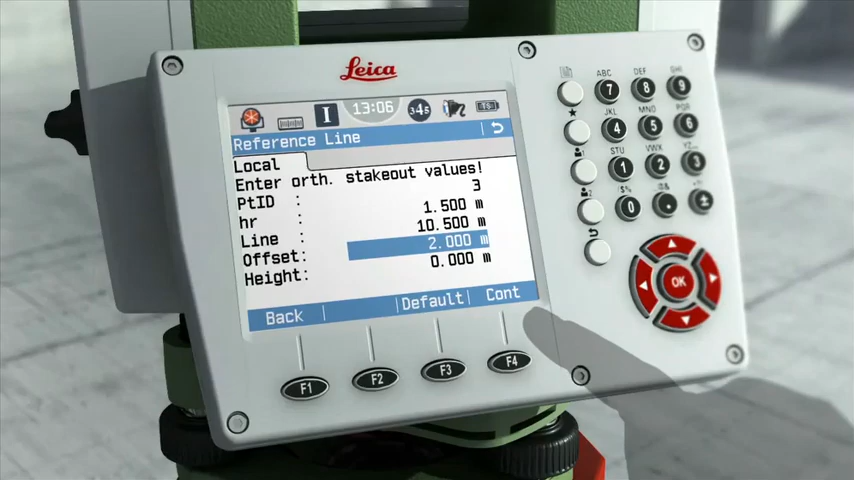 Leica
I 13:06 345
Reference Line
Local
Enter orth. stakeout values!
PtID : 3
hr : 1.500 m
Line : 10.500 m
Offset: 2.000 m
Height: 0.000 m
Back Default Cont
F1 F2 F3 F4
ABC DEF GHI
7 8 9
JKL MNO PQR
4 5 6
STU VWX YZ
1 2 3
0 . ±
OK